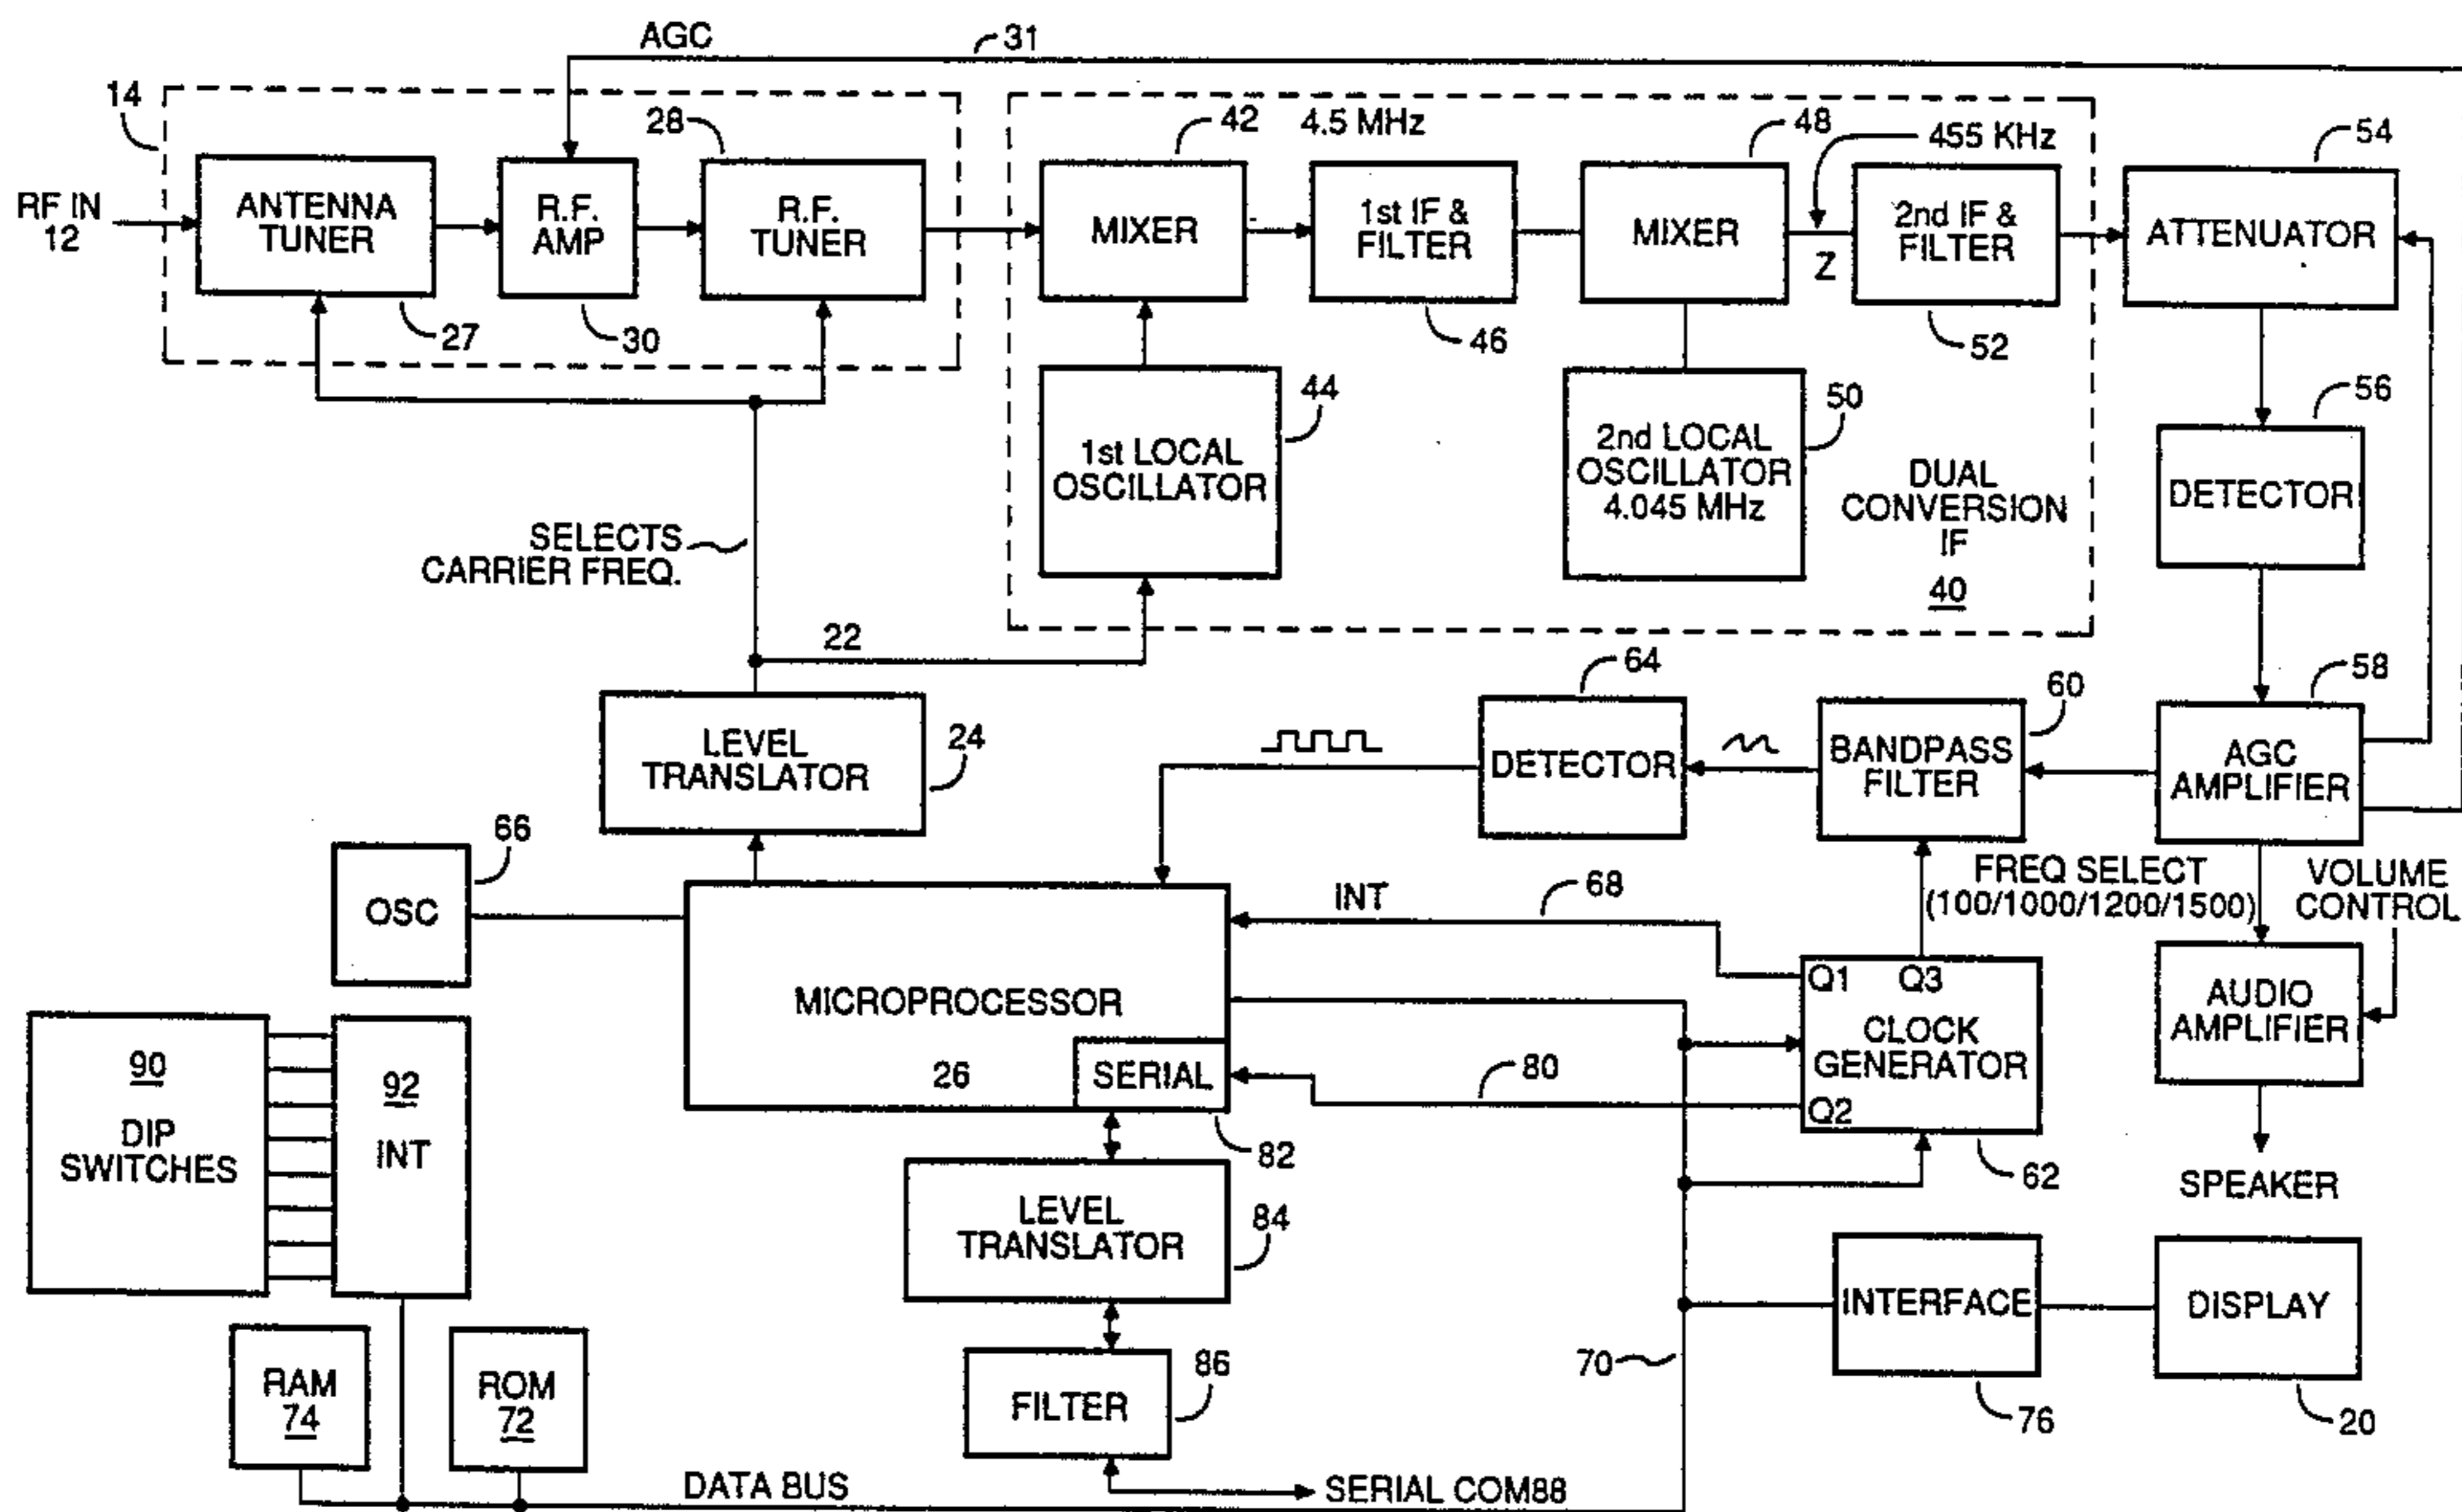 AGC
31
14
28
42
4.5 MHz
48
455 KHz
54
RF IN
12
ANTENNA
TUNER
R.F.
AMP
R.F.
TUNER
MIXER
1st IF &
FILTER
MIXER
Z
2nd IF &
FILTER
ATTENUATOR
27
30
46
52
44
50
56
1st LOCAL
OSCILLATOR
2nd LOCAL
OSCILLATOR
4.045 MHz
DUAL
CONVERSION
IF
40
DETECTOR
SELECTS
CARRIER FREQ.
22
64
60
58
LEVEL
TRANSLATOR
24
DETECTOR
BANDPASS
FILTER
AGC
AMPLIFIER
66
OSC
INT
68
FREQ SELECT
(100/1000/1200/1500)
VOLUME
CONTROL
MICROPROCESSOR
26
SERIAL
80
82
Q1
Q3
CLOCK
GENERATOR
Q2
62
AUDIO
AMPLIFIER
SPEAKER
90
DIP
SWITCHES
92
INT
LEVEL
TRANSLATOR
84
INTERFACE
DISPLAY
76
20
RAM
74
ROM
72
FILTER
86
70
DATA BUS
SERIAL COM88